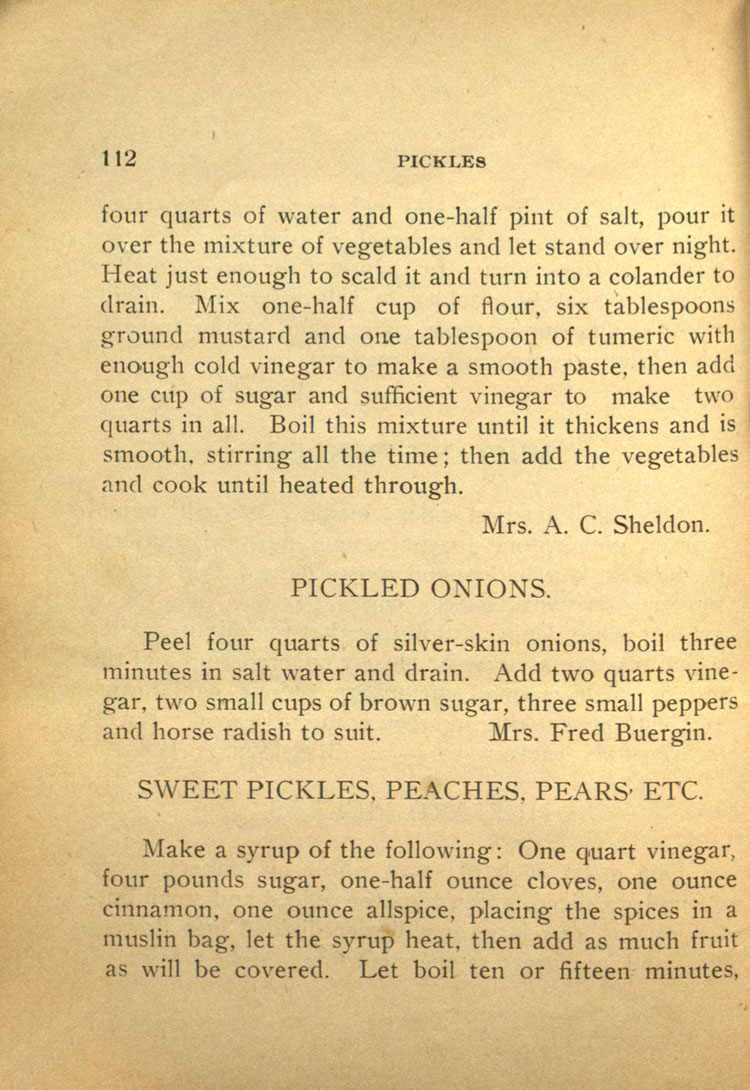 112 PICKLES
four quarts of water and one-half pint of salt, pour it
over the mixture of vegetables and let stand over night.
Heat just enough to scald it and turn into a colander to
drain. Mix one-half cup of flour, six tablespoons
ground mustard and one tablespoon of tumeric with
enough cold vinegar to make a smooth paste, then add
one cup of sugar and sufficient vinegar to make two
quarts in all. Boil this mixture until it thickens and is
smooth, stirring all the time; then add the vegetables
and cook until heated through.
Mrs. A. C. Sheldon.
PICKLED ONIONS.
Peel four quarts of silver-skin onions, boil three
minutes in salt water and drain. Add two quarts vine-
gar, two small cups of brown sugar, three small peppers
and horse radish to suit. Mrs. Fred Buergin.
SWEET PICKLES, PEACHES, PEARS, ETC.
Make a syrup of the following: One quart vinegar,
four pounds sugar, one-half ounce cloves, one ounce
cinnamon, one ounce allspice, placing the spices in a
muslin bag, let the syrup heat, then add as much fruit
as will be covered. Let boil ten or fifteen minutes,